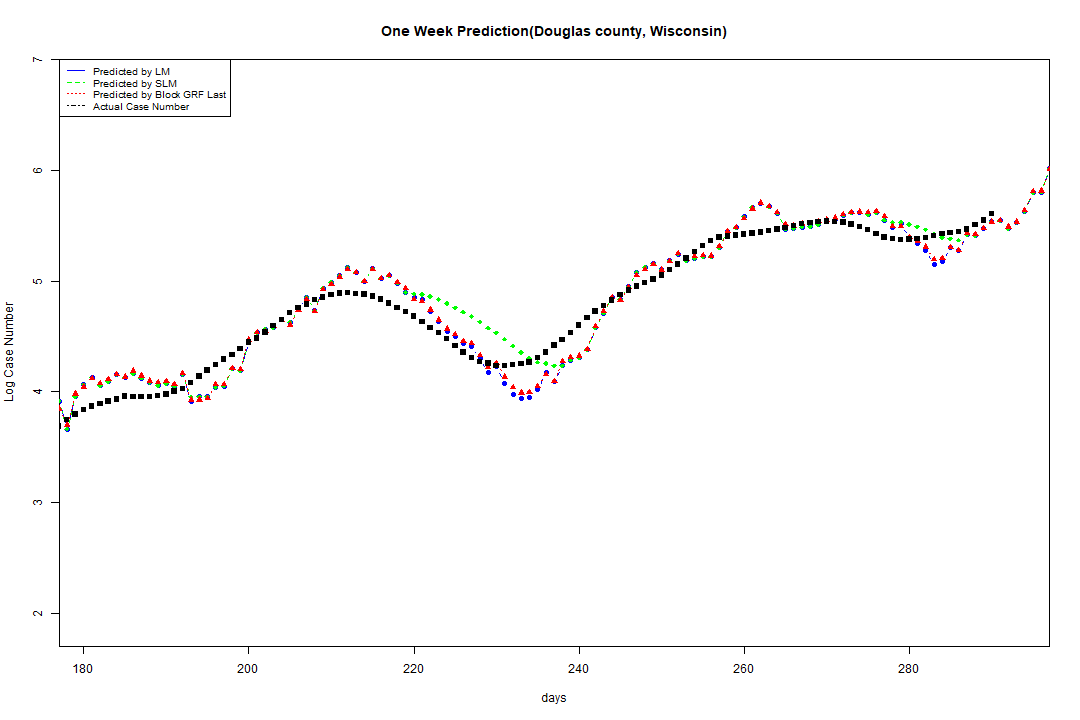 One Week Prediction(Douglas county, Wisconsin)
Predicted by LM
Predicted by SLM
Predicted by Block GRF Last
Actual Case Number
7
6
5
4
3
2
Log Case Number
180 200 220 240 260 280
days